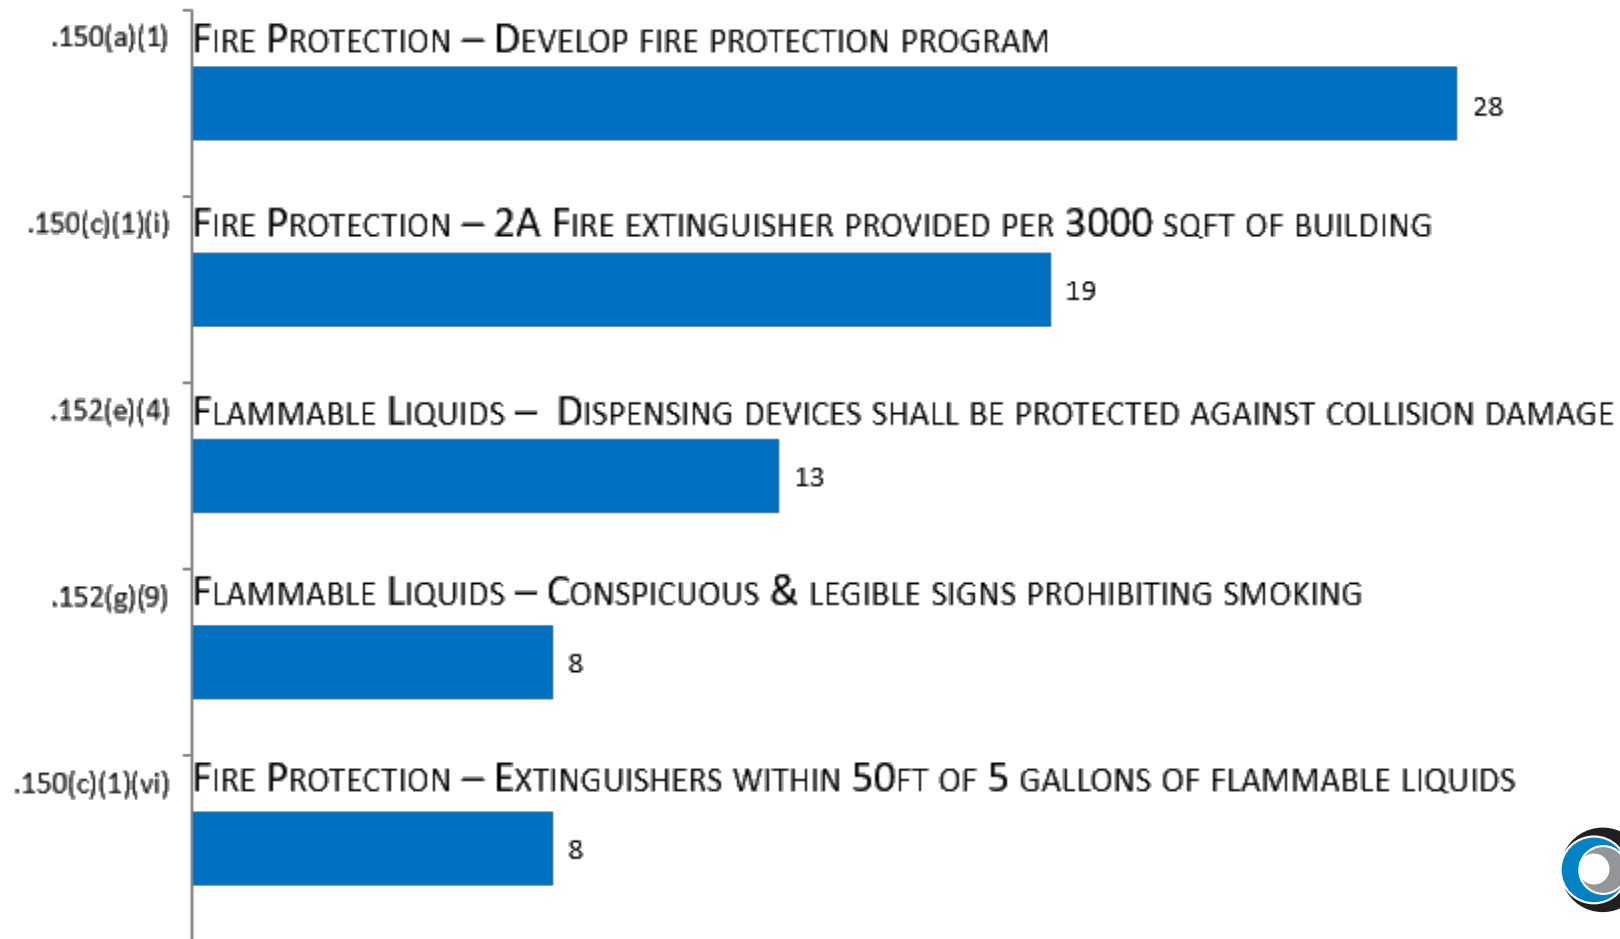 .150(a)(1) Fire Protection – Develop fire protection program
28
.150(c)(1)(i) Fire Protection – 2A Fire extinguisher provided per 3000 sqft of building
19
.152(e)(4) Flammable Liquids – Dispensing devices shall be protected against collision damage
13
.152(g)(9) Flammable Liquids – Conspicuous & legible signs prohibiting smoking
8
.150(c)(1)(vi) Fire Protection – Extinguishers within 50ft of 5 gallons of flammable liquids
8